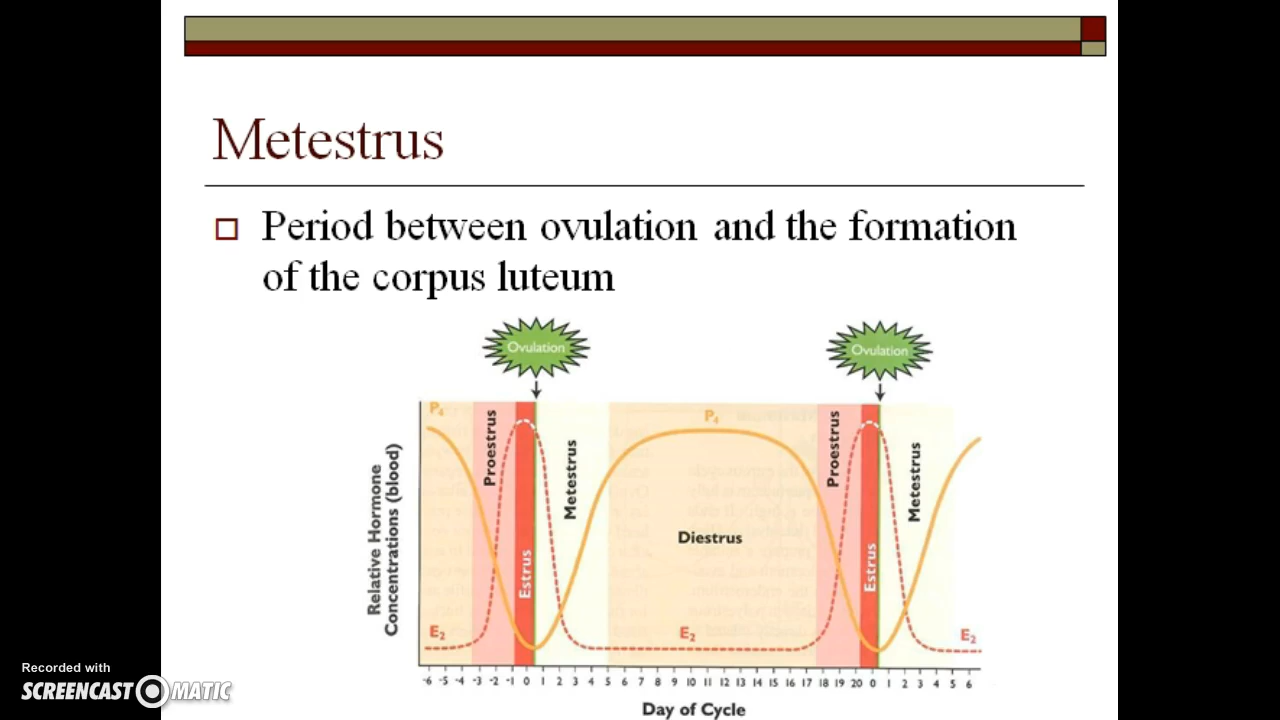 Metestrus
Period between ovulation and the formation
of the corpus luteum
Ovulation
Ovulation
P₄
Proestrus
Estrus
Metestrus
P₄
Diestrus
Proestrus
Estrus
Metestrus
E₂
E₂
E₂
Relative Hormone
Concentrations (blood)
-6 -5 -4 -3 -2 -1 0 1 2 3 4 5 6 7 8 9 10 11 12 13 14 15 16 17 18 19 20 0 1 2 3 4 5 6
Day of Cycle
Recorded with
SCREENCAST O MATIC